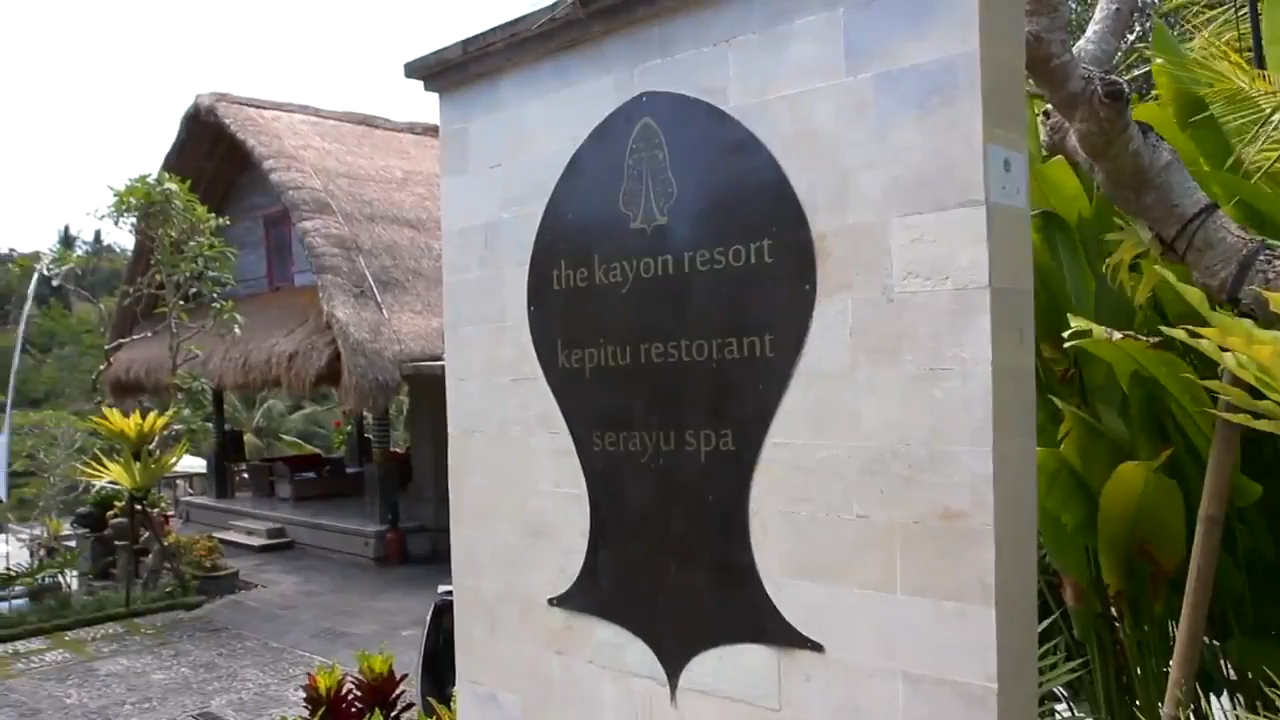 the kayon resort
kepitu restorant
serayu spa